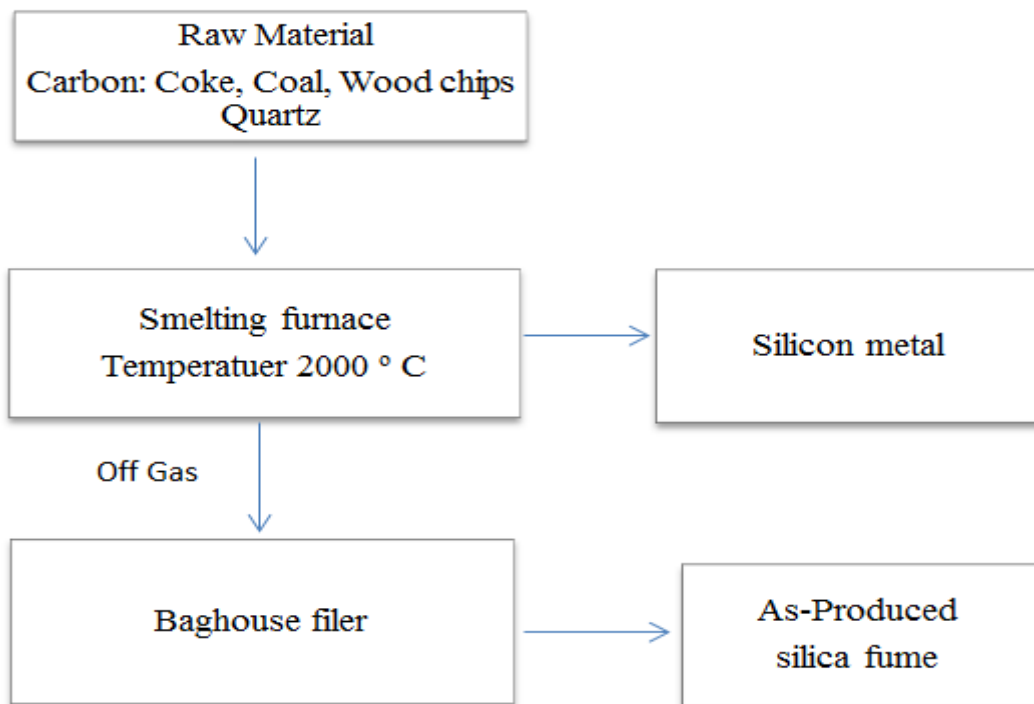 Raw Material
Carbon: Coke, Coal, Wood chips
Quartz
Smelting furnace
Temperatuer 2000 ° C
Silicon metal
Off Gas
Baghouse filer
As-Produced
silica fume